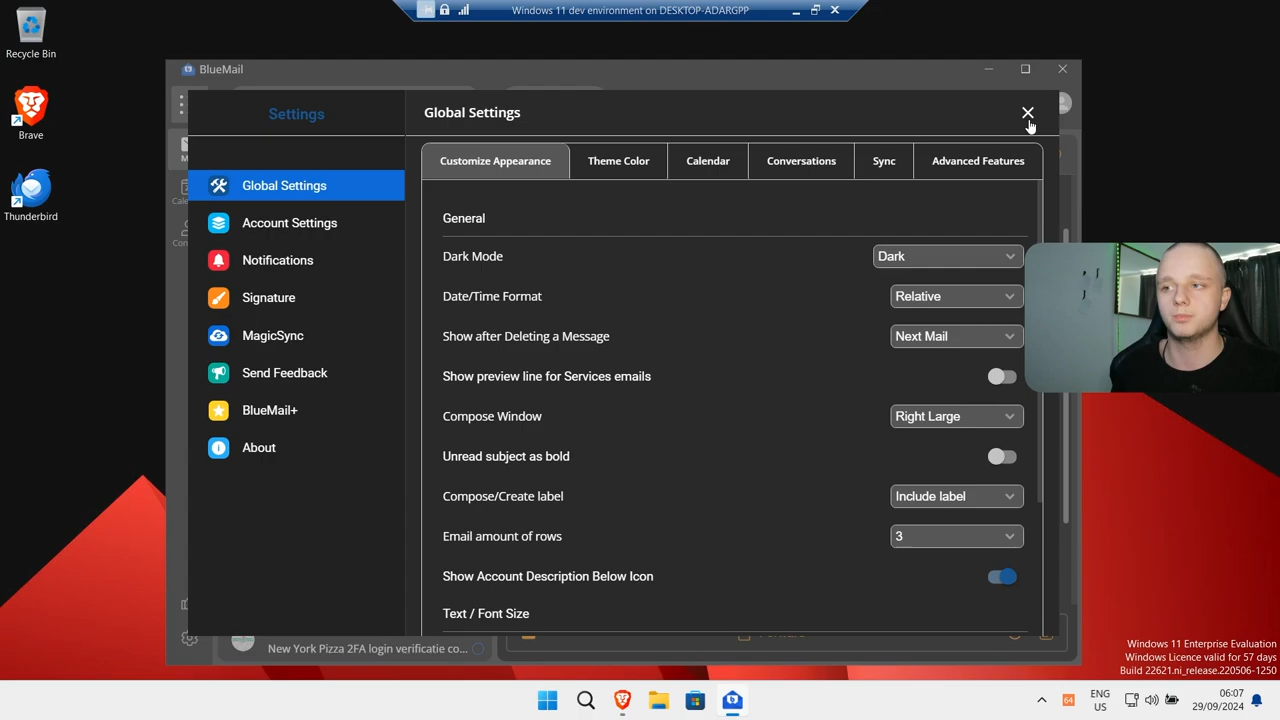 Windows 11 dev environment on DESKTOP-ADARGPP
Recycle Bin
Brave
Thunderbird
BlueMail
Settings
Global Settings
Account Settings
Notifications
Signature
MagicSync
Send Feedback
BlueMail+
About
Global Settings
Customize Appearance
Theme Color
Calendar
Conversations
Sync
Advanced Features
General
Dark Mode
Dark
Date/Time Format
Relative
Show after Deleting a Message
Next Mail
Show preview line for Services emails
Compose Window
Right Large
Unread subject as bold
Compose/Create label
Include label
Email amount of rows
3
Show Account Description Below Icon
Text / Font Size
New York Pizza 2FA login verificatie co...
Windows 11 Enterprise Evaluation
Windows Licence valid for 57 days
Build 22621.ni_release.220506-1250
64
ENG
US
06:07
29/09/2024